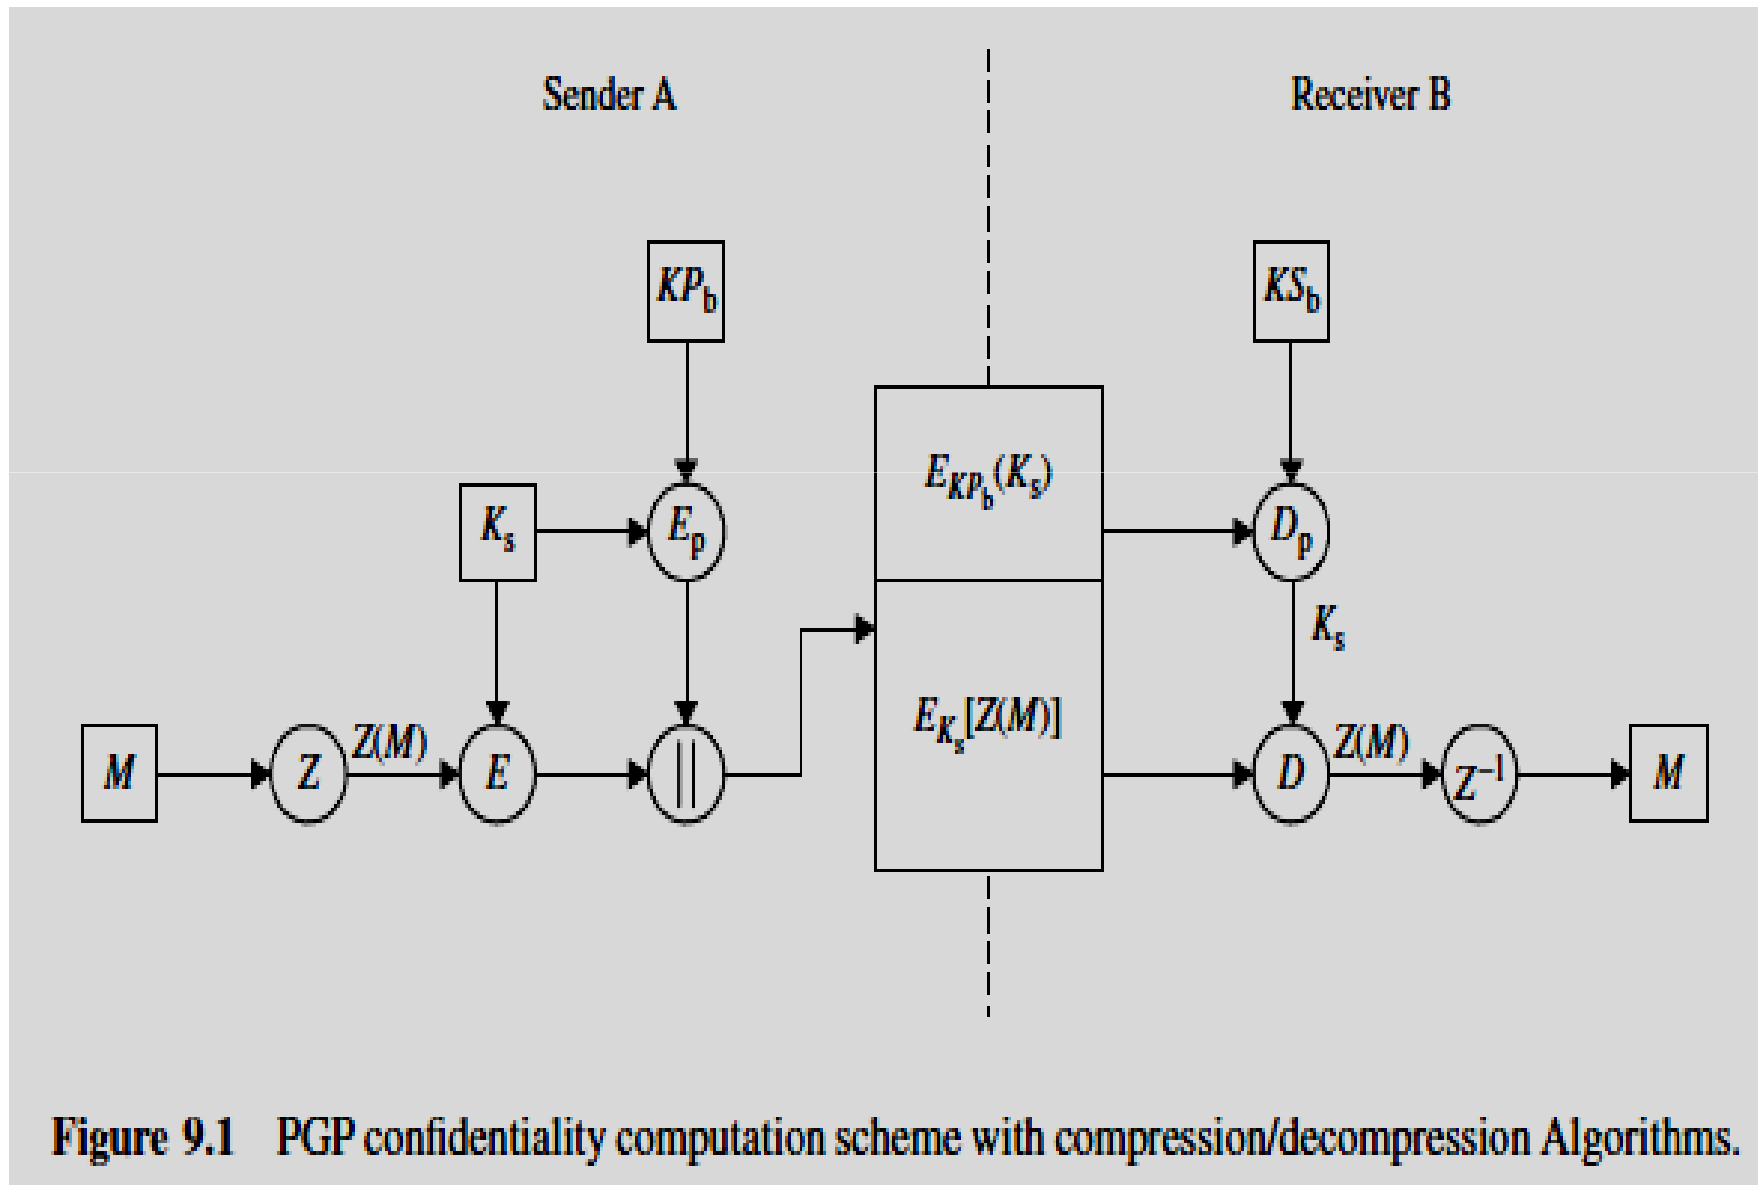 Sender A
Receiver B
KPb
KSb
EKPb(Ks)
Ks
Ep
Dp
Ks
EKs[Z(M)]
M
Z
Z(M)
E
||
D
Z(M)
Z−1
M
Figure 9.1 PGP confidentiality computation scheme with compression/decompression Algorithms.